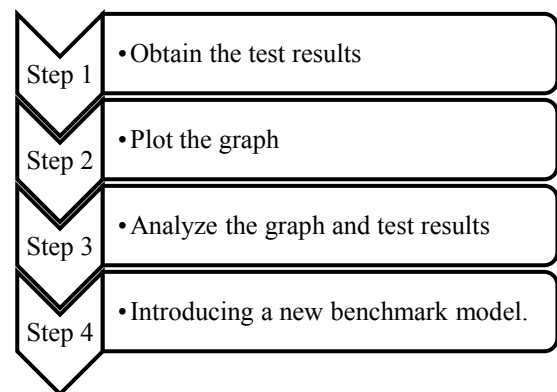 Step 1
•Obtain the test results
Step 2
•Plot the graph
Step 3
•Analyze the graph and test results
Step 4
•Introducing a new benchmark model.